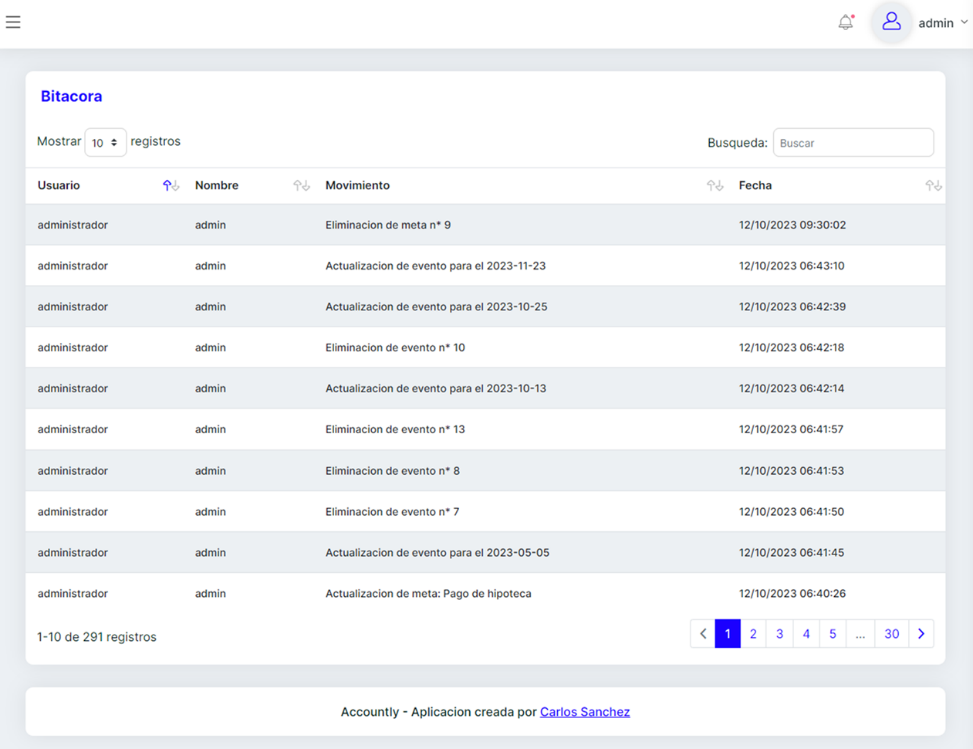 admin
Bitacora
Mostrar 10 registros Busqueda: Buscar
Usuario Nombre Movimiento Fecha
administrador admin Eliminacion de meta n* 9 12/10/2023 09:30:02
administrador admin Actualizacion de evento para el 2023-11-23 12/10/2023 06:43:10
administrador admin Actualizacion de evento para el 2023-10-25 12/10/2023 06:42:39
administrador admin Eliminacion de evento n* 10 12/10/2023 06:42:18
administrador admin Actualizacion de evento para el 2023-10-13 12/10/2023 06:42:14
administrador admin Eliminacion de evento n* 13 12/10/2023 06:41:57
administrador admin Eliminacion de evento n* 8 12/10/2023 06:41:53
administrador admin Eliminacion de evento n* 7 12/10/2023 06:41:50
administrador admin Actualizacion de evento para el 2023-05-05 12/10/2023 06:41:45
administrador admin Actualizacion de meta: Pago de hipoteca 12/10/2023 06:40:26
1-10 de 291 registros 1 2 3 4 5 ... 30
Accountly - Aplicacion creada por Carlos Sanchez